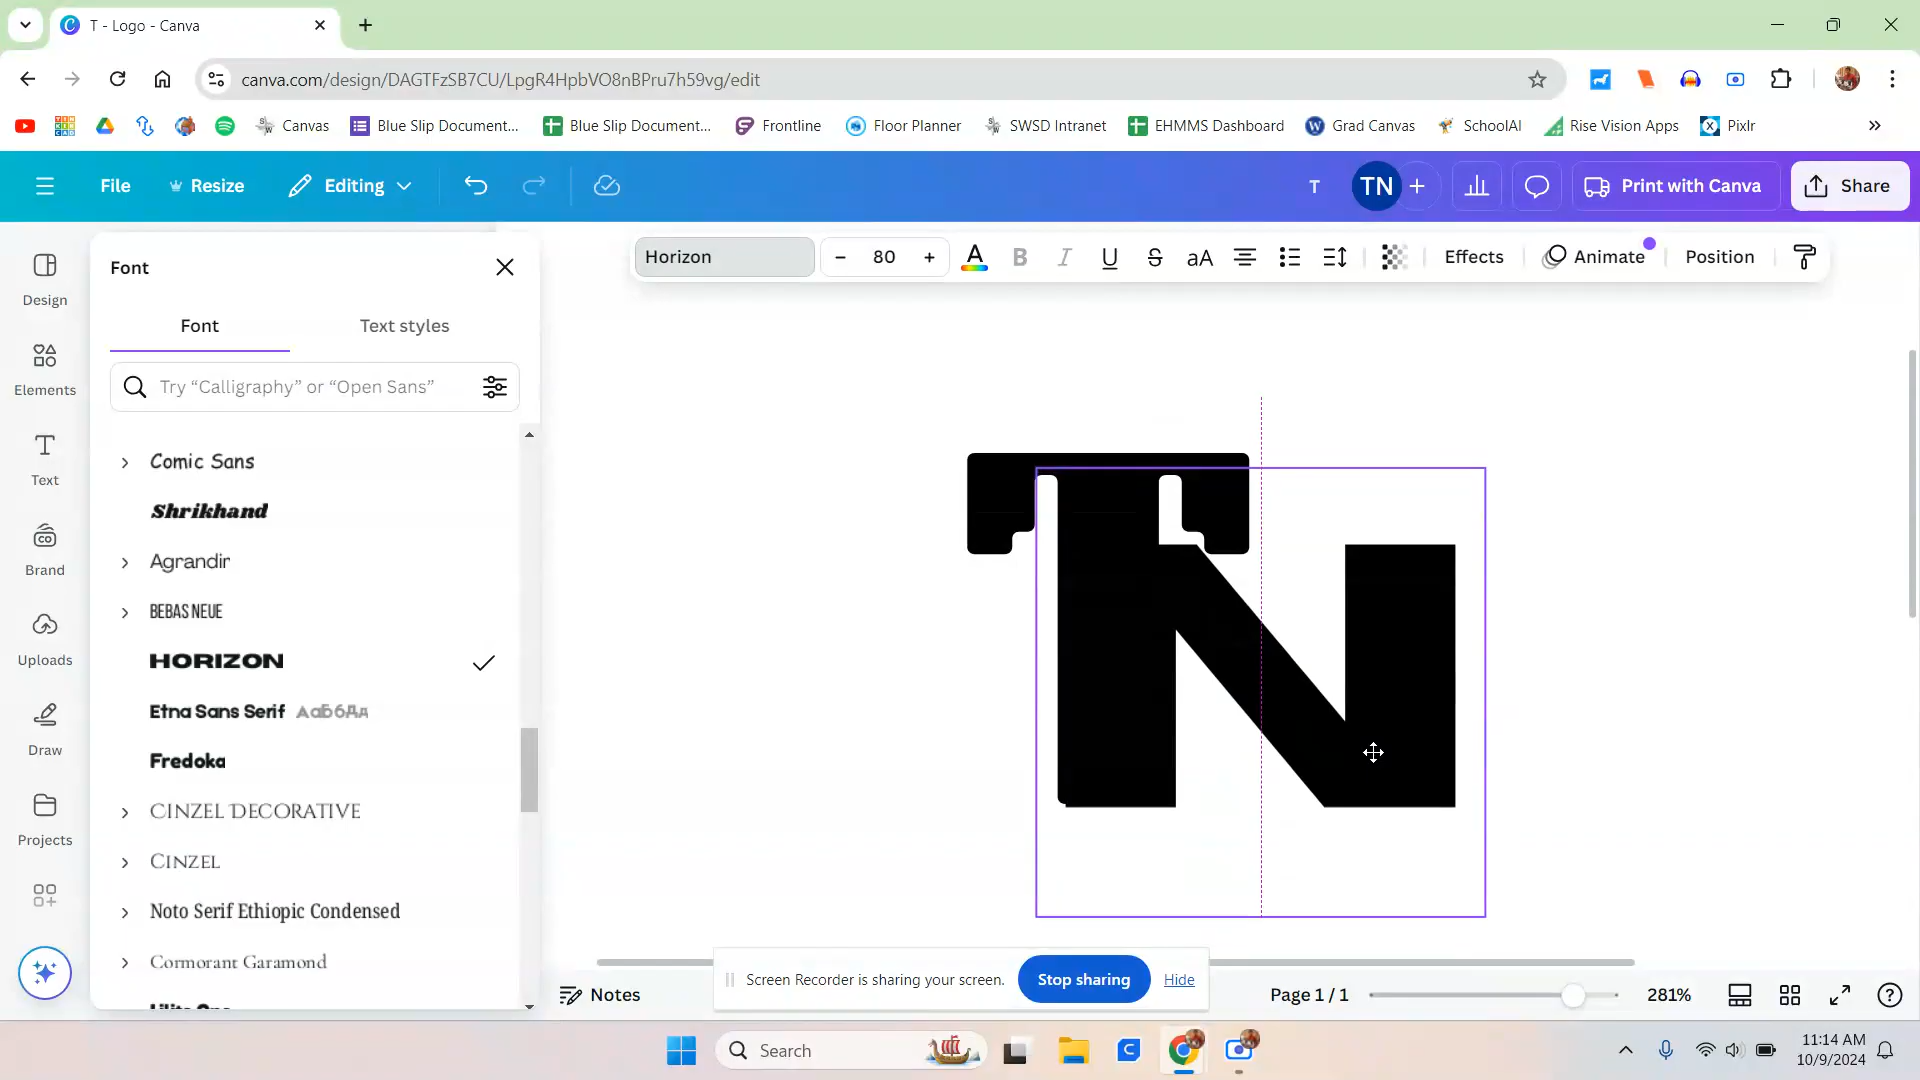 T - Logo - Canva
canva.com/design/DAGTFzSB7CU/LpgR4HpbVO8nBPru7h59vg/edit
Canvas
Blue Slip Document...
Blue Slip Document...
Frontline
Floor Planner
SWSD Intranet
EHMMS Dashboard
Grad Canvas
SchoolAI
Rise Vision Apps
Pixlr
File
Resize
Editing
T
TN
Print with Canva
Share
Design
Elements
Text
Brand
Uploads
Draw
Projects
Font
Font
Text styles
Try “Calligraphy” or “Open Sans”
Comic Sans
Shrikhand
Agrandir
BEBAS NEUE
HORIZON
Etna Sans Serif Aабб Aд
Fredoka
CINZEL DECORATIVE
CINZEL
Noto Serif Ethiopic Condensed
Cormorant Garamond
Horizon
80
A
B
I
U
S
aA
Effects
Animate
Position
T
N
Screen Recorder is sharing your screen.
Stop sharing
Hide
Notes
Page 1 / 1
281%
Search
11:14 AM
10/9/2024